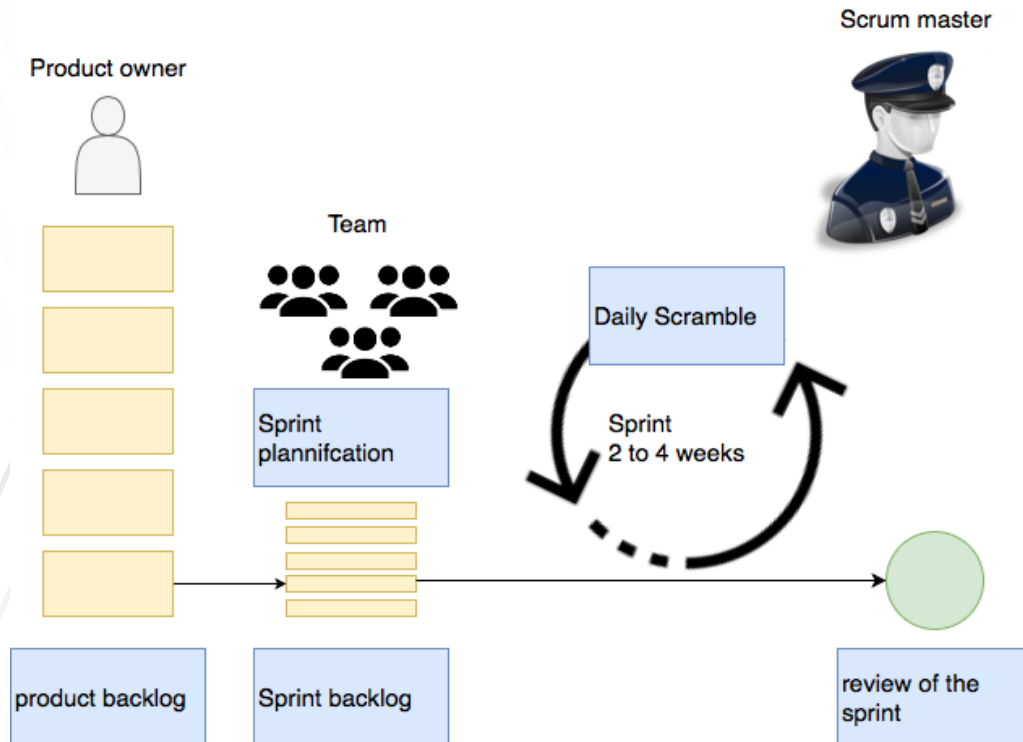 Scrum master
Product owner
Team
Daily Scramble
Sprint
2 to 4 weeks
Sprint
plannifcation
product backlog
Sprint backlog
review of the
sprint